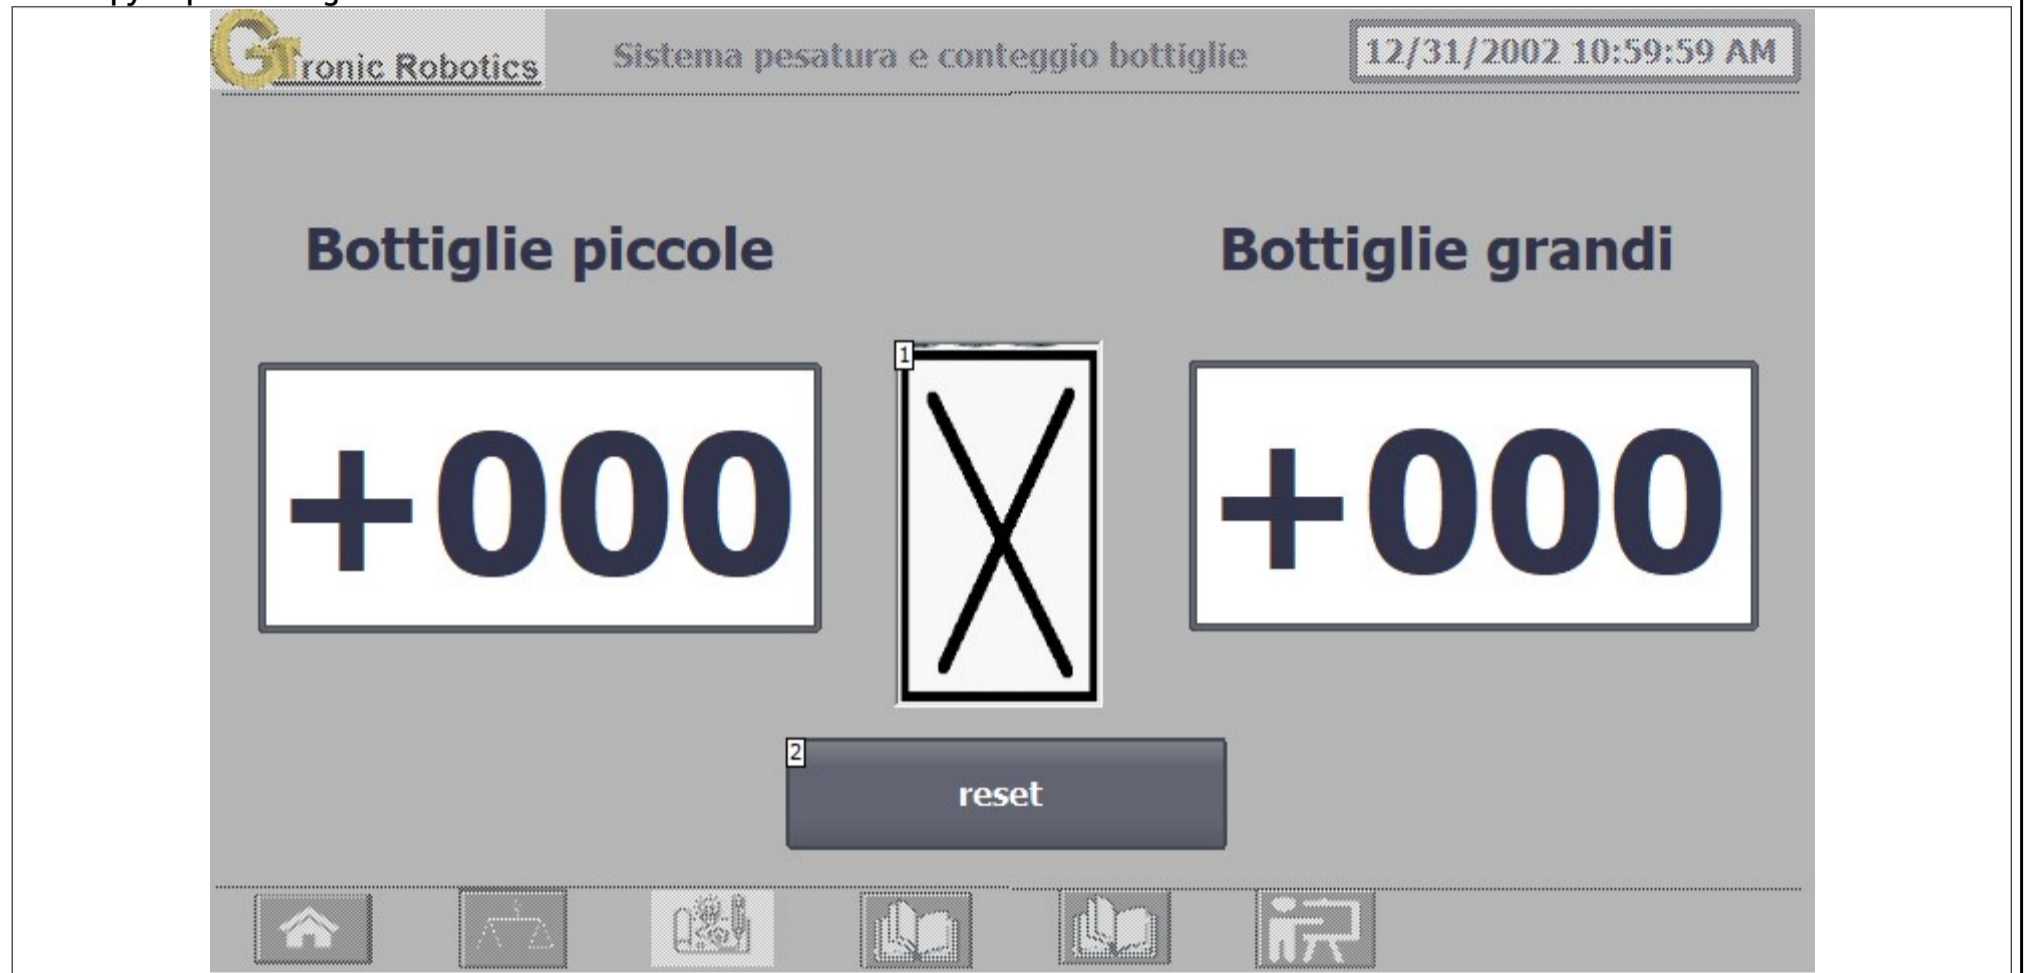 GTronic Robotics
Sistema pesatura e conteggio bottiglie
12/31/2002 10:59:59 AM
Bottiglie piccole
Bottiglie grandi
1
+000
+000
2
reset